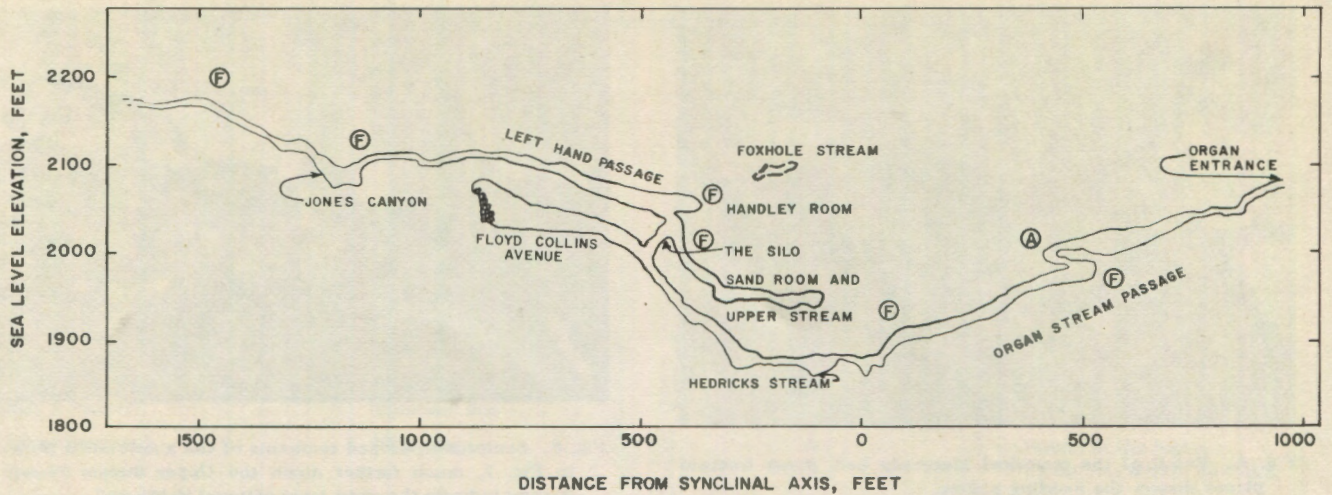 SEA LEVEL ELEVATION, FEET
2200
2100
2000
1900
1800
F
F
LEFT HAND PASSAGE
FOXHOLE STREAM
ORGAN
ENTRANCE
JONES CANYON
F
HANDLEY ROOM
FLOYD COLLINS
AVENUE
F
THE SILO
A
SAND ROOM AND
UPPER STREAM
F
F
ORGAN STREAM PASSAGE
HEDRICKS STREAM
1500
1000
500
0
500
1000
DISTANCE FROM SYNCLINAL AXIS, FEET